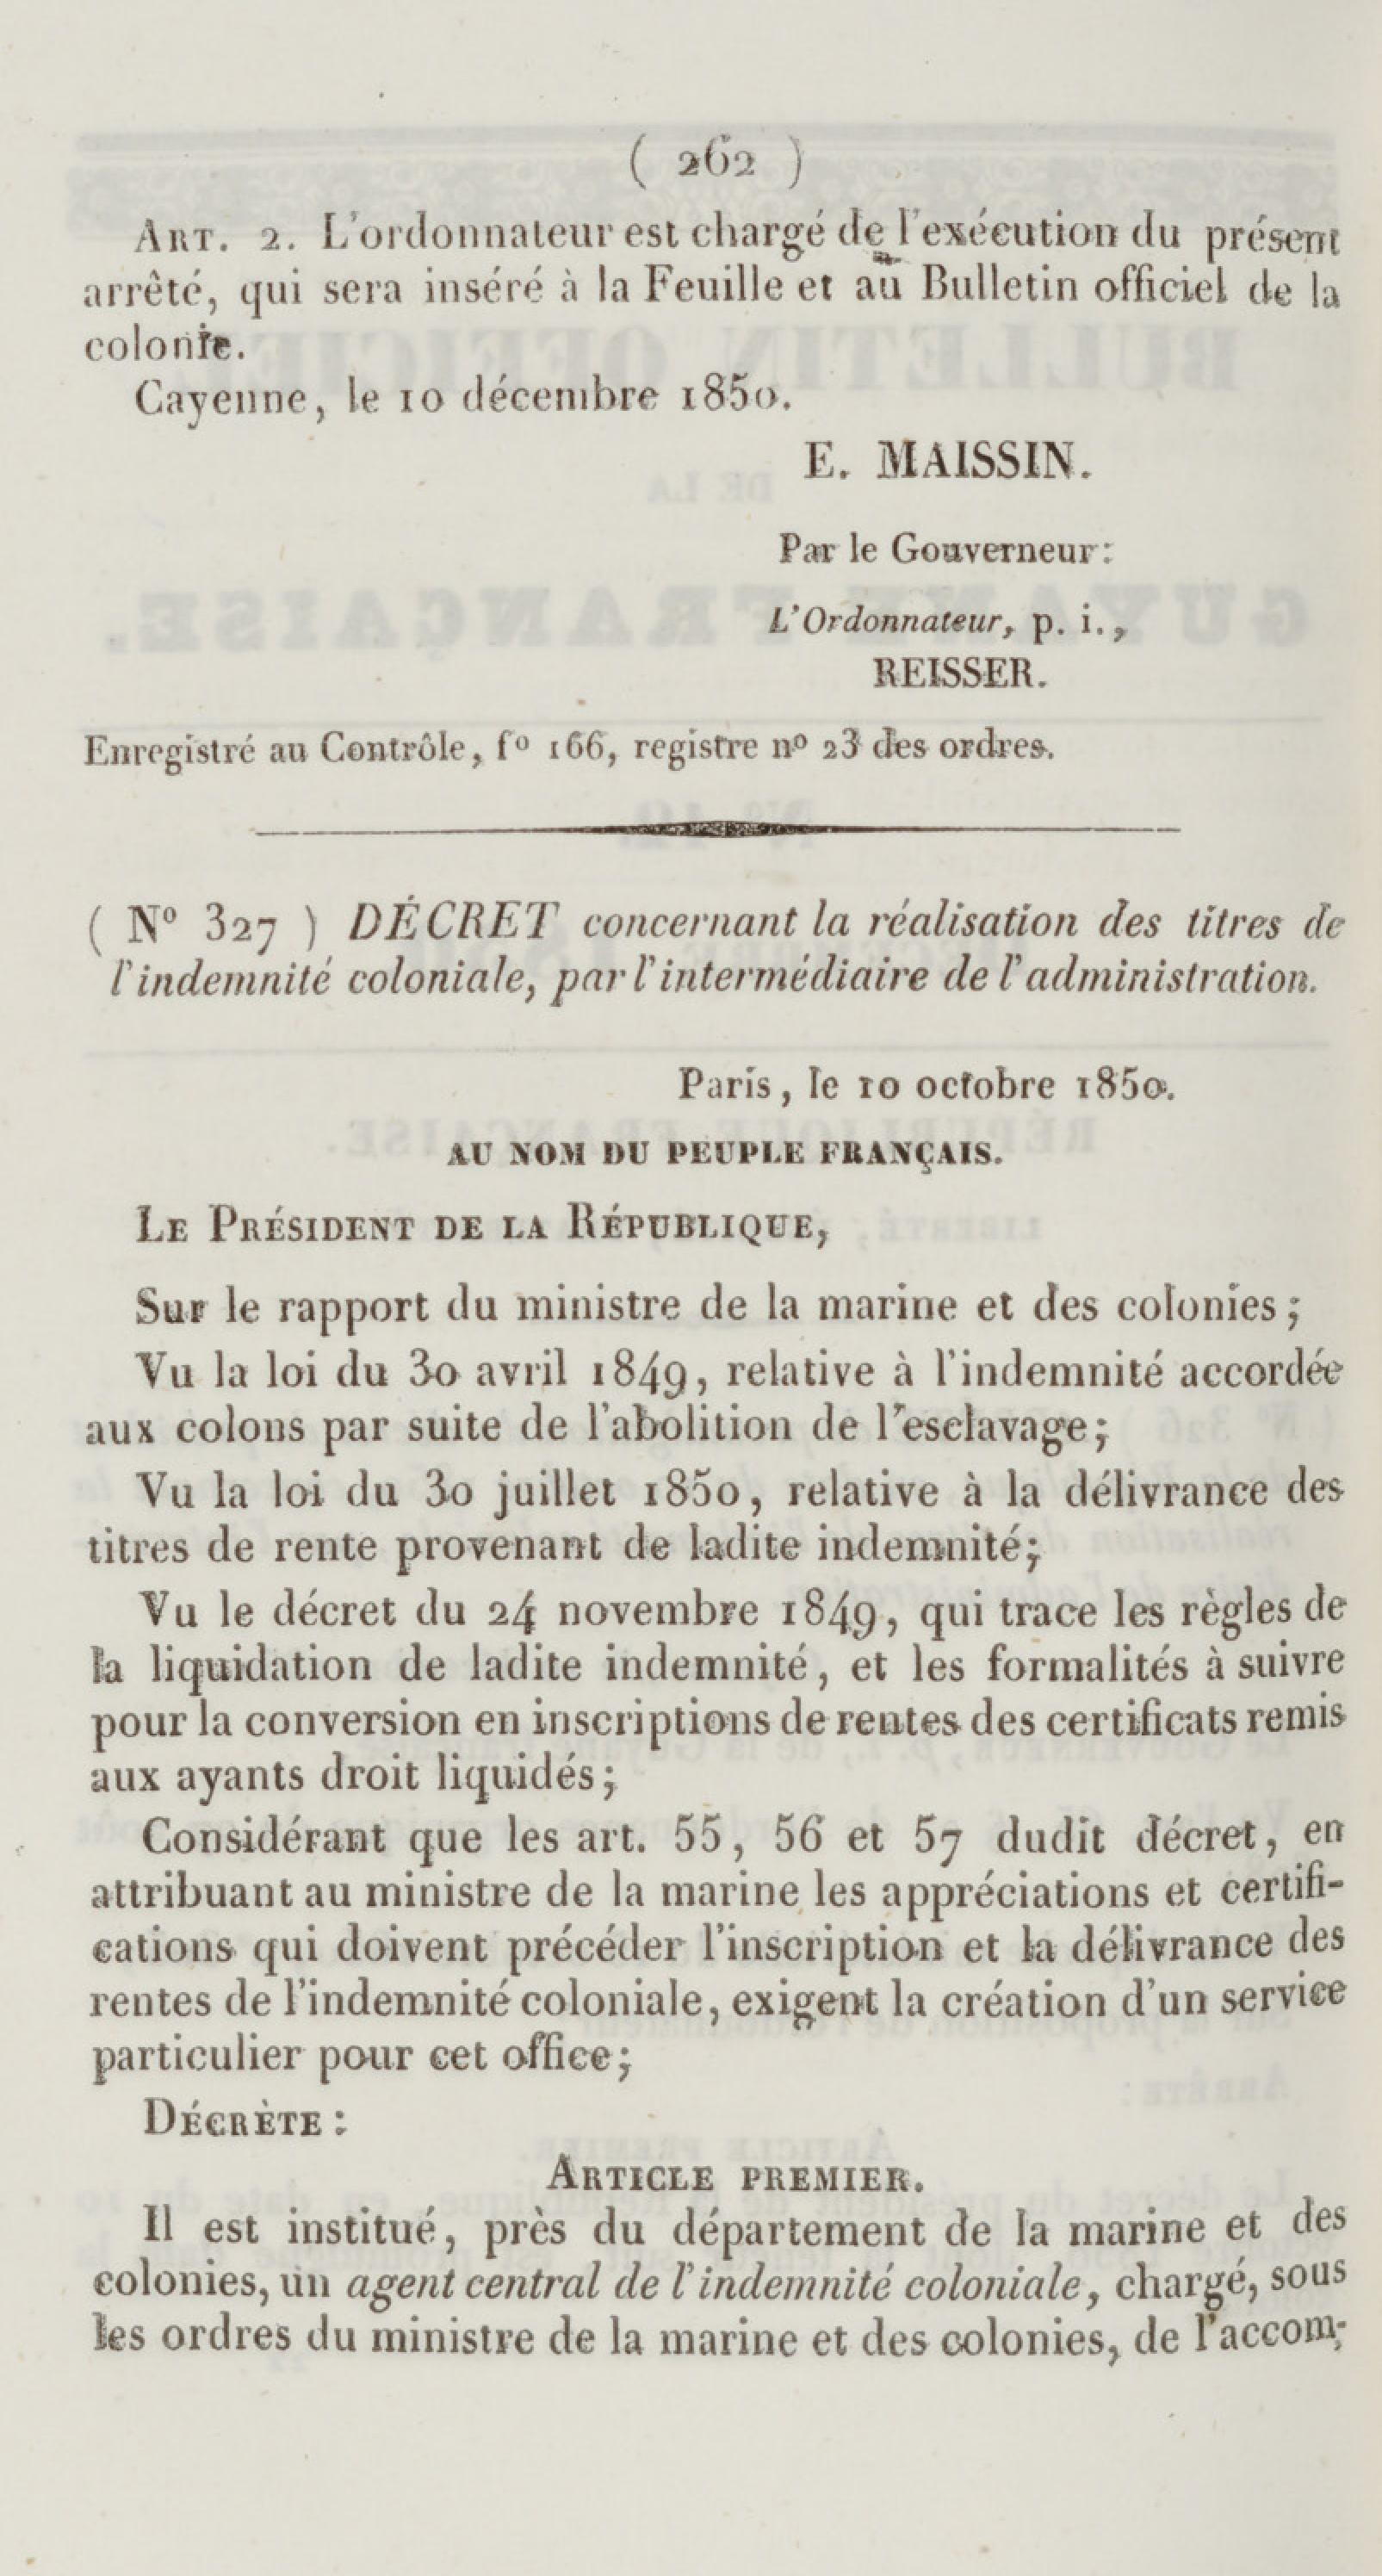 ( 262 )
ART. 2. L'ordonnateur est chargé de l'exécution du présent
arrêté, qui sera inséré à la Feuille et au Bulletin officiel de la
colonie.
Cayenne, le 10 décembre 1850.
E. MAISSIN.
Par le Gouverneur:
L'Ordonnateur, p. i.,
REISSER.
Enregistré au Contrôle, fº 166, registre nº 23 des ordres.
( Nº 327 ) DÉCRET concernant la réalisation des titres de
l'indemnité coloniale, par l'intermédiaire de l'administration.
Paris, le 10 octobre 1850.
AU NOM DU PEUPLE FRANÇAIS.
LE PRÉSIDENT DE LA RÉPUBLIQUE,
Sur le rapport du ministre de la marine et des colonies;
Vu la loi du 30 avril 1849, relative à l'indemnité accordée
aux colons par suite de l'abolition de l'esclavage;
Vu la loi du 30 juillet 1850, relative à la délivrance des
titres de rente provenant de ladite indemnité;
Vu le décret du 24 novembre 1849, qui trace les règles de
la liquidation de ladite indemnité, et les formalités à suivre
pour la conversion en inscriptions de rentes des certificats remis
aux ayants droit liquidés;
Considérant que les art. 55, 56 et 57 dudit décret, en
attribuant au ministre de la marine les appréciations et certifi-
cations qui doivent précéder l'inscription et la délivrance des
rentes de l'indemnité coloniale, exigent la création d'un service
particulier pour cet office;
DÉCRÈTE:
ARTICLE PREMIER.
Il est institué, près du département de la marine et des
colonies, un agent central de l'indemnité coloniale, chargé, sous
les ordres du ministre de la marine et des colonies, de l'accom-